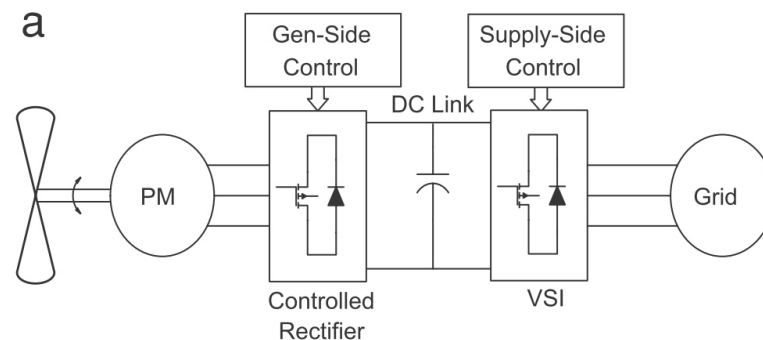 a
Gen-Side
Control
Supply-Side
Control
DC Link
PM
Grid
Controlled
Rectifier
VSI